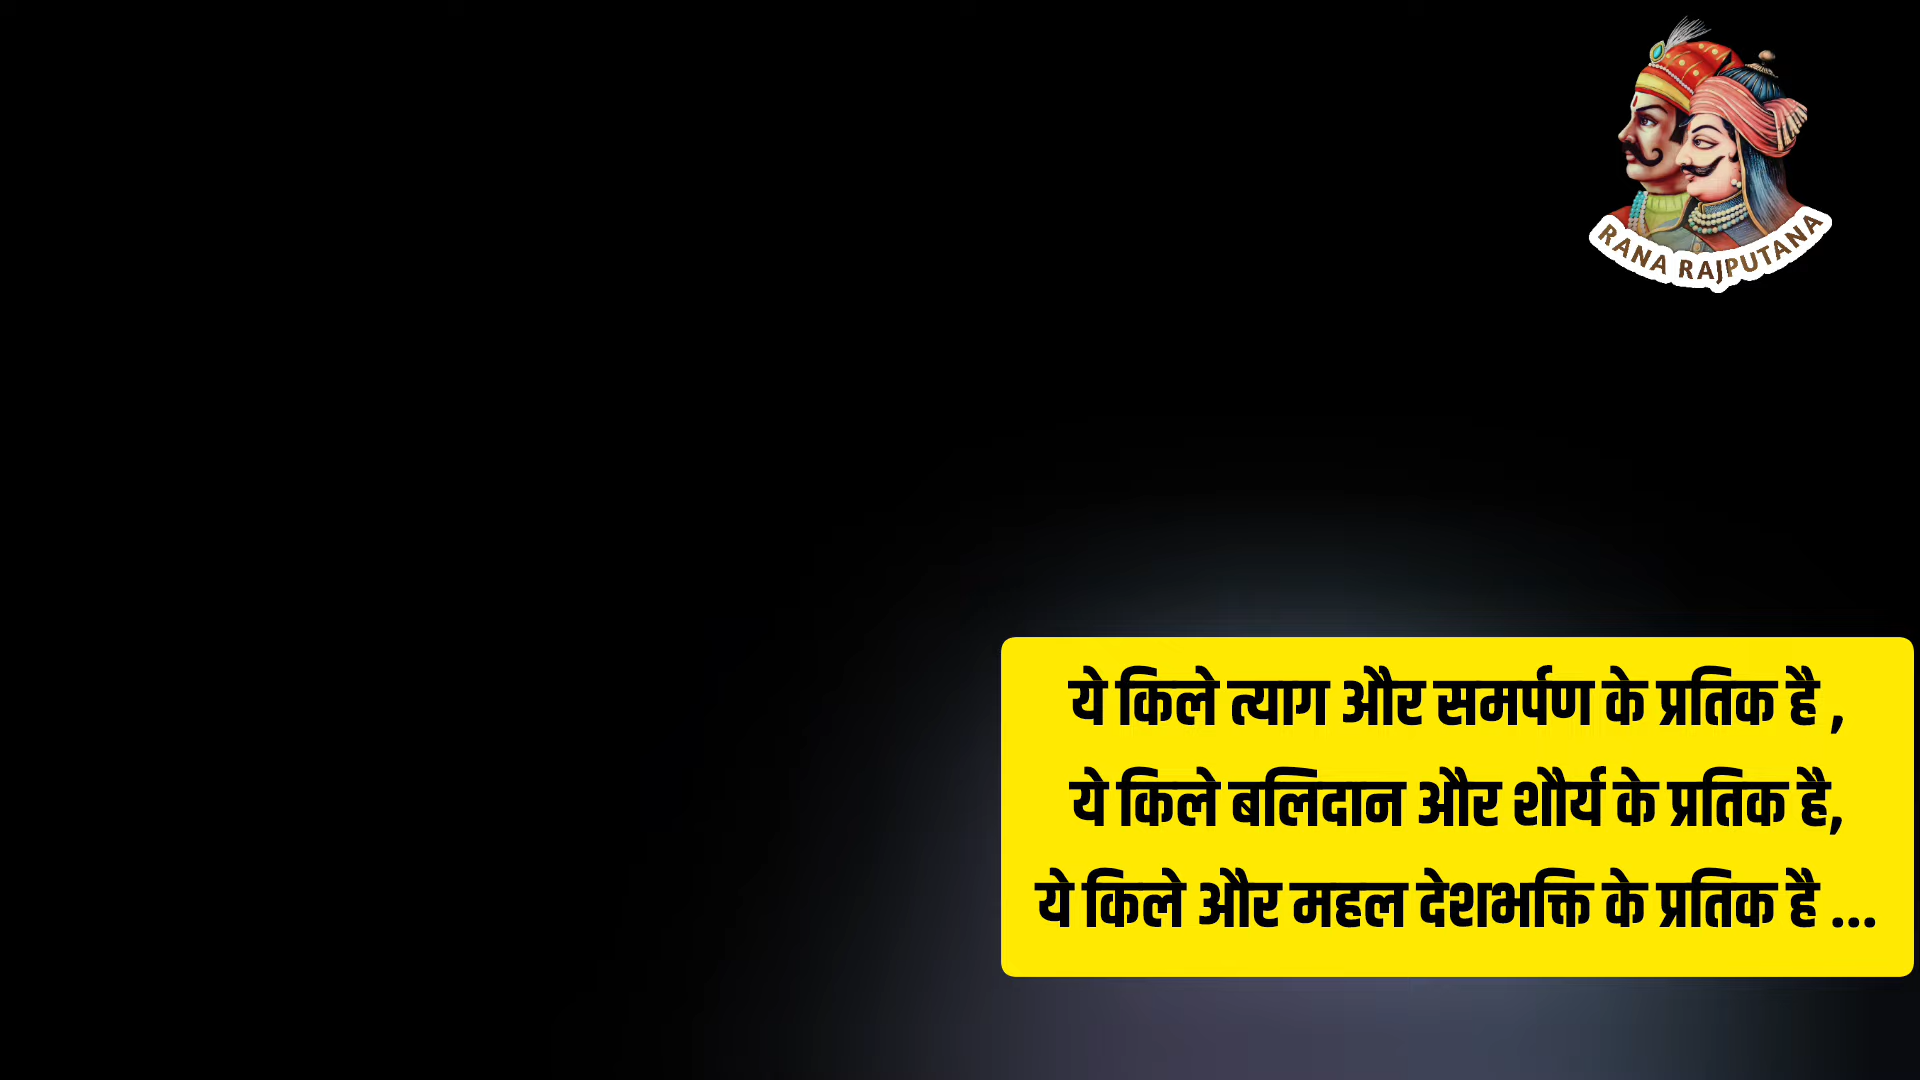 RANA RAJPUTANA
ये किले त्याग और समर्पण के प्रतिक है ,
ये किले बलिदान और शौर्य के प्रतिक है,
ये किले और महल देशभक्ति के प्रतिक है ...